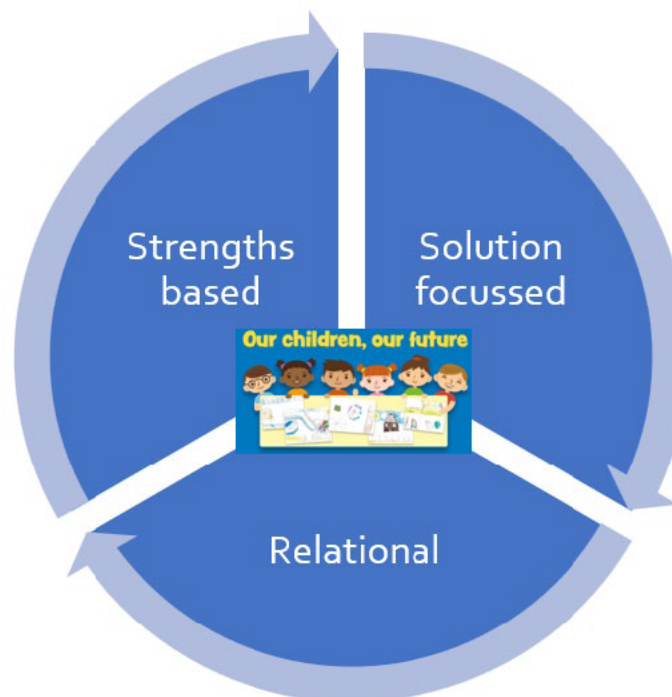 Strengths
based
Solution
focussed
Our children, our future
Relational